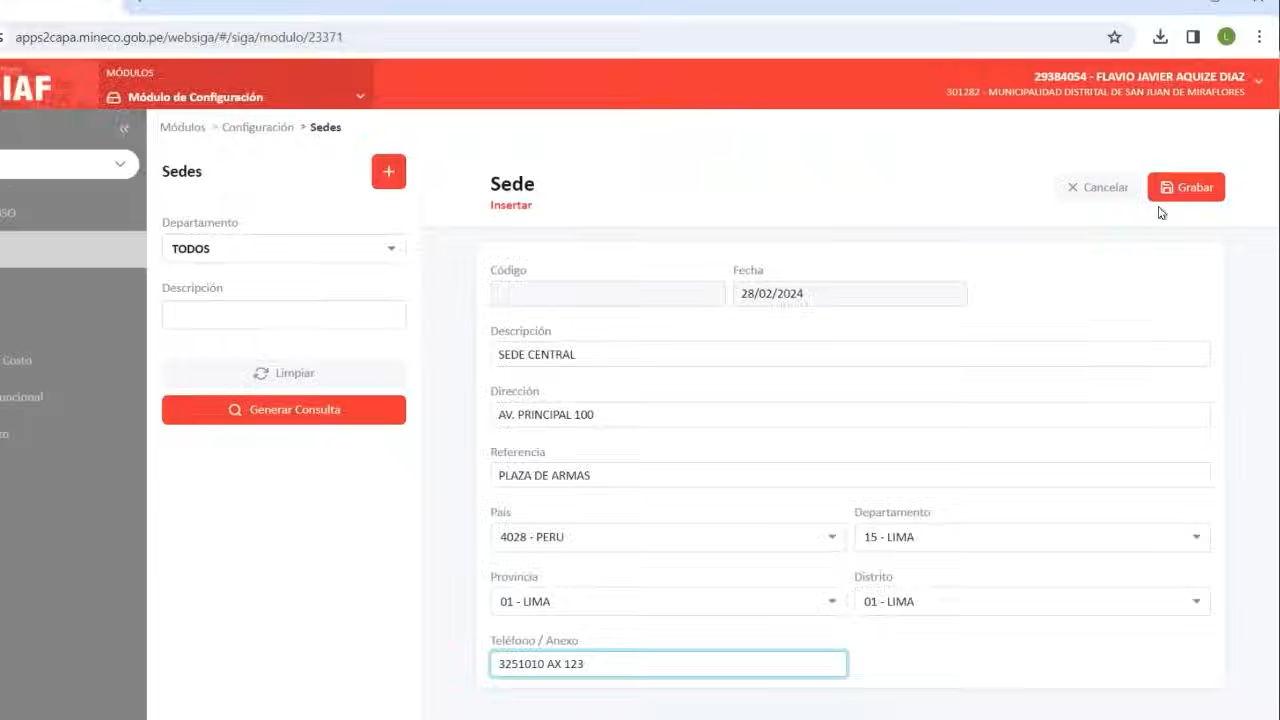 apps2capa.mineco.gob.pe/websiga/#/siga/modulo/23371
L
IAF
MÓDULOS
Módulo de Configuración
29384054 - FLAVIO JAVIER AQUIZE DIAZ
301282 - MUNICIPALIDAD DISTRITAL DE SAN JUAN DE MIRAFLORES
Módulos > Configuración > Sedes
Sedes
+
Departamento
TODOS
Descripción
Limpiar
Generar Consulta
Costo
Sede
Insertar
Cancelar
Grabar
Código
Fecha
28/02/2024
Descripción
SEDE CENTRAL
Dirección
AV. PRINCIPAL 100
Referencia
PLAZA DE ARMAS
País
Departamento
4028 - PERU
15 - LIMA
Provincia
Distrito
01 - LIMA
01 - LIMA
Teléfono / Anexo
3251010 AX 123